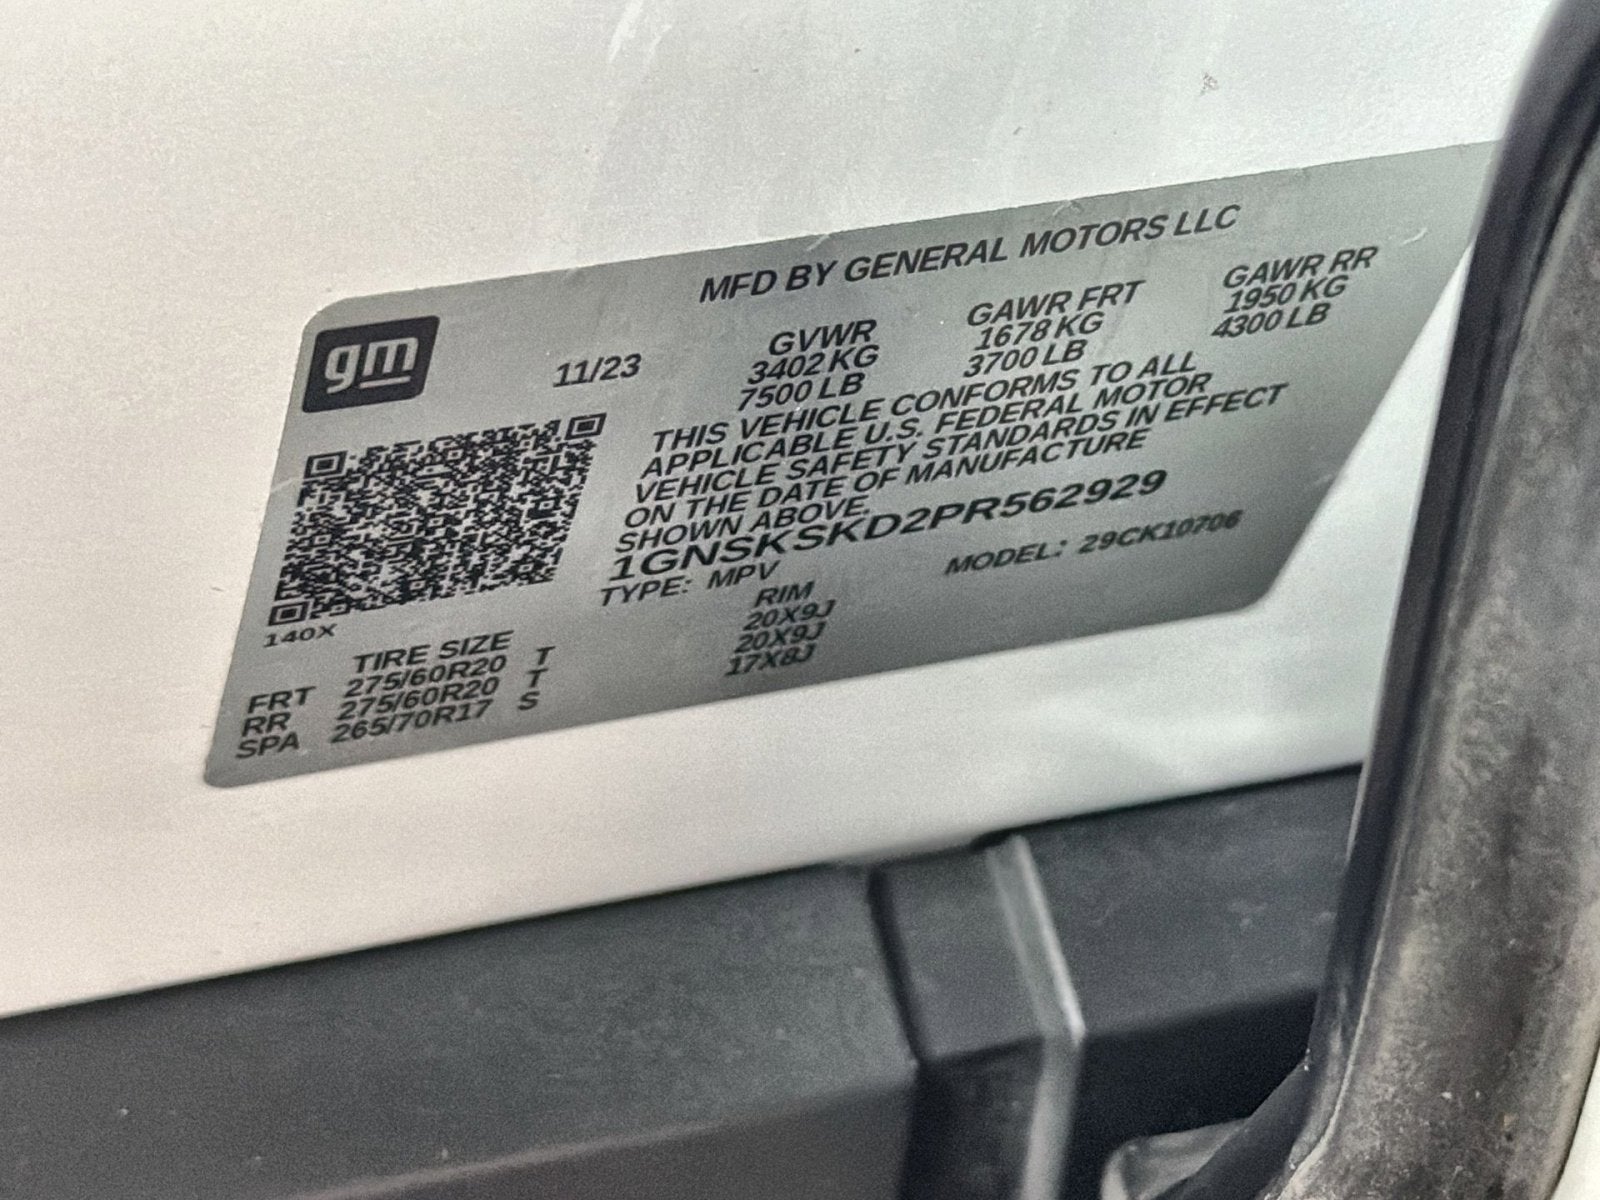 MFD BY GENERAL MOTORS LLC
gm
11/23
GVWR GAWR FRT GAWR RR
3402 KG 1678 KG 1950 KG
7500 LB 3700 LB 4300 LB
THIS VEHICLE CONFORMS TO ALL
APPLICABLE U.S. FEDERAL MOTOR
VEHICLE SAFETY STANDARDS IN EFFECT
ON THE DATE OF MANUFACTURE
SHOWN ABOVE.
1GNSKSKD2PR562929
TYPE: MPV MODEL: 29CK10706
140X
TIRE SIZE RIM
FRT 275/60R20 T 20X9J
RR 275/60R20 T 20X9J
SPA 265/70R17 S 17X8J